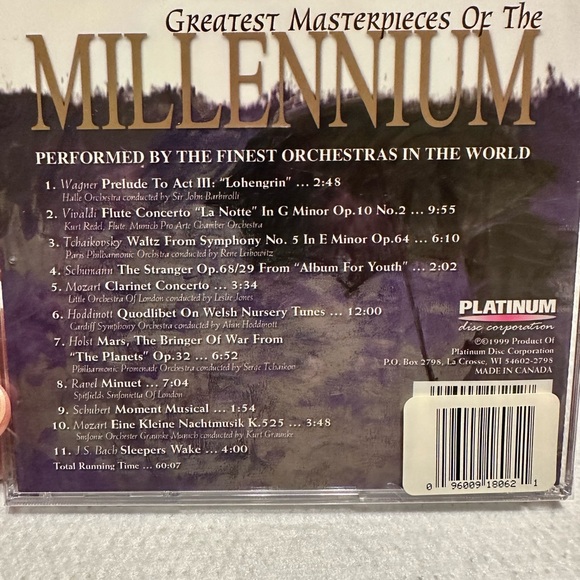 Greatest Masterpieces Of The
MILLENNIUM
PERFORMED BY THE FINEST ORCHESTRAS IN THE WORLD
1. Wagner Prelude To Act III: "Lohengrin" ... 2:48
Halle Orchestra conducted by Sir John Barbirolli
2. Vivaldi Flute Concerto "La Notte" In G Minor Op.10 No.2 ... 9:55
Kurt Redel, Flute, Munich Pro Arte Chamber Orchestra
3. Tchaikovsky Waltz From Symphony No. 5 In E Minor Op.64 ... 6:10
Paris Philharmonic Orchestra conducted by Rene Leibowitz
4. Schumann The Stranger Op.68/29 From "Album For Youth" ... 2:02
5. Mozart Clarinet Concerto ... 3:34
Little Orchestra Of London conducted by Leslie Jones
6. Hoddinott Quodlibet On Welsh Nursery Tunes ... 12:00
Cardiff Symphony Orchestra conducted by Alun Hoddinott
7. Holst Mars, The Bringer Of War From
"The Planets" Op.32 ... 6:52
Philharmonic Promenade Orchestra conducted by Serge Tchaikov
8. Ravel Minuet ... 7:04
Spitfields Sinfonietta Of London
9. Schubert Moment Musical ... 1:54
10. Mozart Eine Kleine Nachtmusik K.525 ... 3:48
Sinfonie Orchester Graunke Munich conducted by Kurt Graunke
11. J.S. Bach Sleepers Wake ... 4:00
Total Running Time ... 60:07
PLATINUM
disc corporation
℗©1999 Product Of
Platinum Disc Corporation
P.O. Box 2798, La Crosse, WI 54602-2798
MADE IN CANADA
0 96009 18062 1